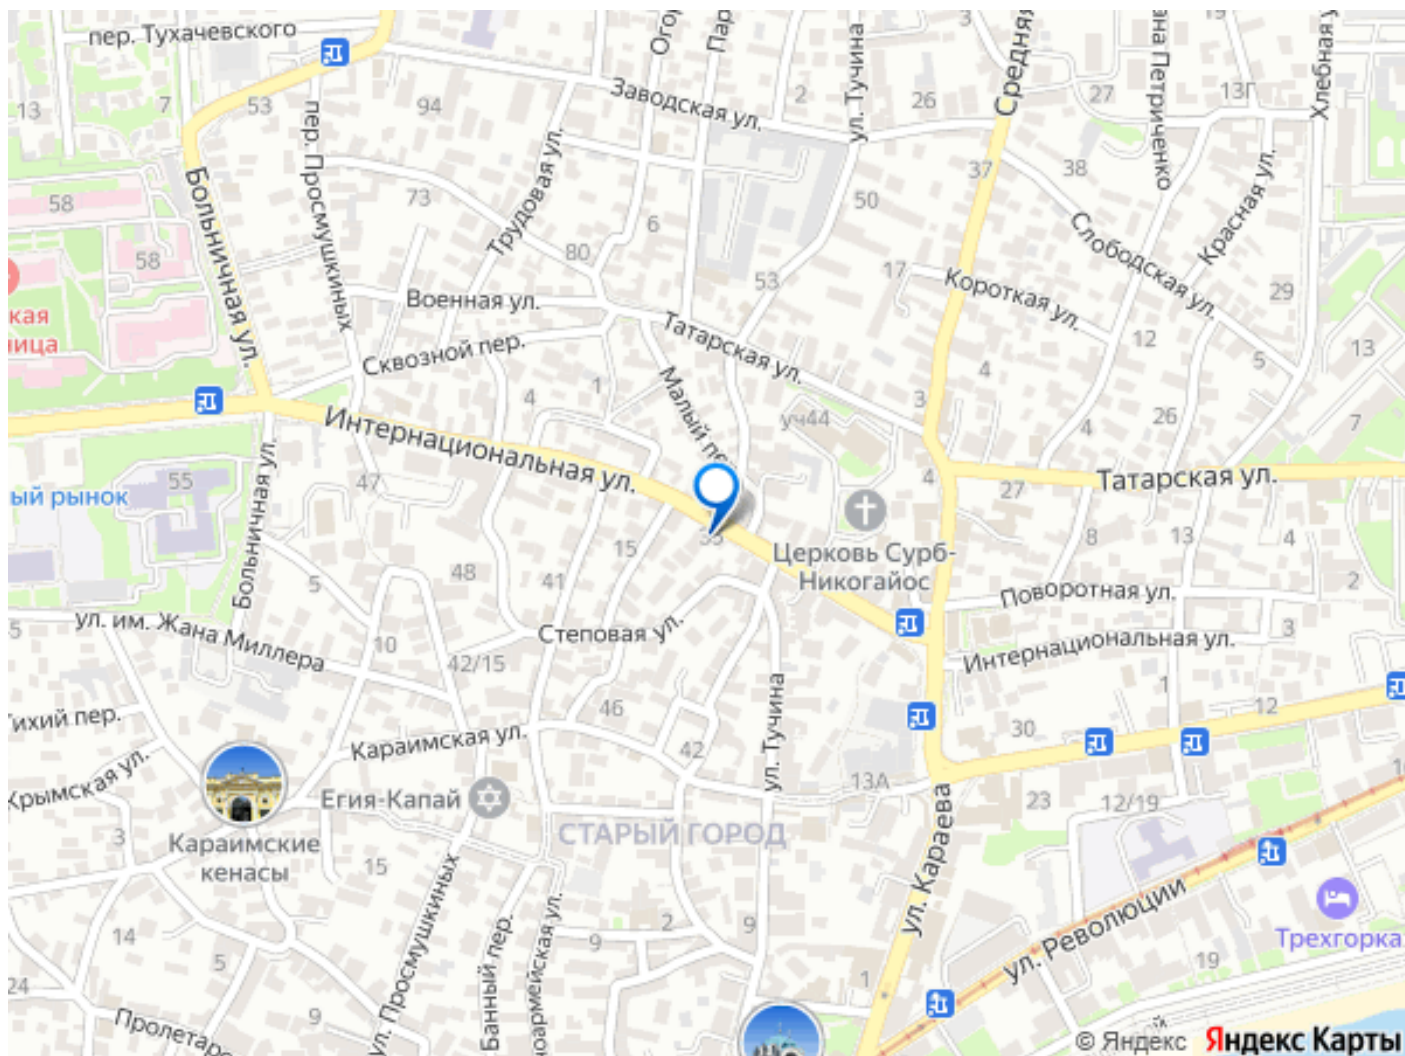 пер. Тухачевского
Заводская ул.
ул. Тучина
Средняя
Хлебная
Петриченко
13
7
53
94
2
26
3
27
19
13Г
пер. Просмушкиных
Больничная ул.
Трудовая ул.
58
58
73
6
80
50
53
37
38
17
Слободская ул.
Красная ул.
Короткая ул.
29
Военная ул.
Татарская ул.
Сквозной пер.
Малый пер.
12
13
5
4
3
4
1
уч44
26
4
7
Интернациональная ул.
55
47
Больничная ул.
4
27
Татарская ул.
8
13
4
2
15
Церковь Сурб-
Никогайос
5
48
41
Поворотная ул.
ул. им. Жана Миллера
10
42/15
Степовая ул.
Интернациональная ул.
3
1
12
30
46
42
Караимская ул.
ул. Тучина
13А
Крымская ул.
3
Караимские
кенасы
Егия-Капай
СТАРЫЙ ГОРОД
23
12/19
ул. Караева
15
ул. Просмушкиных
Банный пер.
2
9
9
14
5
24
9
1
19
ул. Революции
Трехгорка
© Яндекс Яндекс Карты